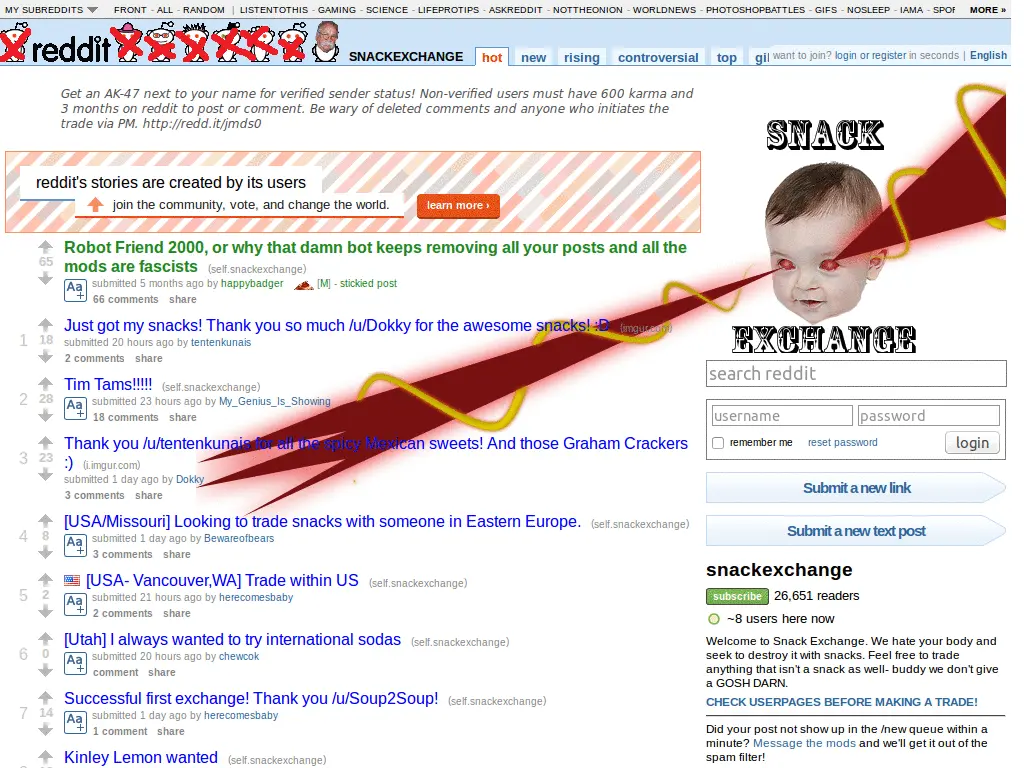 MY SUBREDDITS FRONT - ALL - RANDOM | LISTENTOTHIS - GAMING - SCIENCE - LIFEPROTIPS - ASKREDDIT - NOTTHEONION - WORLDNEWS - PHOTOSHOPBATTLES - GIFS - NOSLEEP - IAMA - SPOR MORE »
reddit SNACKEXCHANGE hot new rising controversial top gil want to join? login or register in seconds | English
Get an AK-47 next to your name for verified sender status! Non-verified users must have 600 karma and
3 months on reddit to post or comment. Be wary of deleted comments and anyone who initiates the
trade via PM. http://redd.it/jmds0
reddit's stories are created by its users
join the community, vote, and change the world. learn more ›
Robot Friend 2000, or why that damn bot keeps removing all your posts and all the
mods are fascists (self.snackexchange)
65
Aa+ submitted 5 months ago by happybadger [M] - stickied post
66 comments share
1
18
Just got my snacks! Thank you so much /u/Dokky for the awesome snacks! :D (imgur.com)
submitted 20 hours ago by tentenkunais
2 comments share
2
28
Tim Tams!!!!! (self.snackexchange)
Aa+ submitted 23 hours ago by My_Genius_Is_Showing
18 comments share
3
23
Thank you /u/tentenkunais for all the spicy Mexican sweets! And those Graham Crackers
:) (i.imgur.com)
submitted 1 day ago by Dokky
3 comments share
4
8
[USA/Missouri] Looking to trade snacks with someone in Eastern Europe. (self.snackexchange)
Aa+ submitted 1 day ago by Bewareofbears
3 comments share
5
2
[USA- Vancouver,WA] Trade within US (self.snackexchange)
Aa+ submitted 21 hours ago by herecomesbaby
2 comments share
6
0
[Utah] I always wanted to try international sodas (self.snackexchange)
Aa+ submitted 20 hours ago by chewcok
comment share
7
14
Successful first exchange! Thank you /u/Soup2Soup! (self.snackexchange)
Aa+ submitted 1 day ago by herecomesbaby
1 comment share
Kinley Lemon wanted (self.snackexchange)
SNACK
EXCHANGE
search reddit
username password
remember me reset password login
Submit a new link
Submit a new text post
snackexchange
subscribe 26,651 readers
~8 users here now
Welcome to Snack Exchange. We hate your body and
seek to destroy it with snacks. Feel free to trade
anything that isn't a snack as well- buddy we don't give
a GOSH DARN.
CHECK USERPAGES BEFORE MAKING A TRADE!
Did your post not show up in the /new queue within a
minute? Message the mods and we'll get it out of the
spam filter!